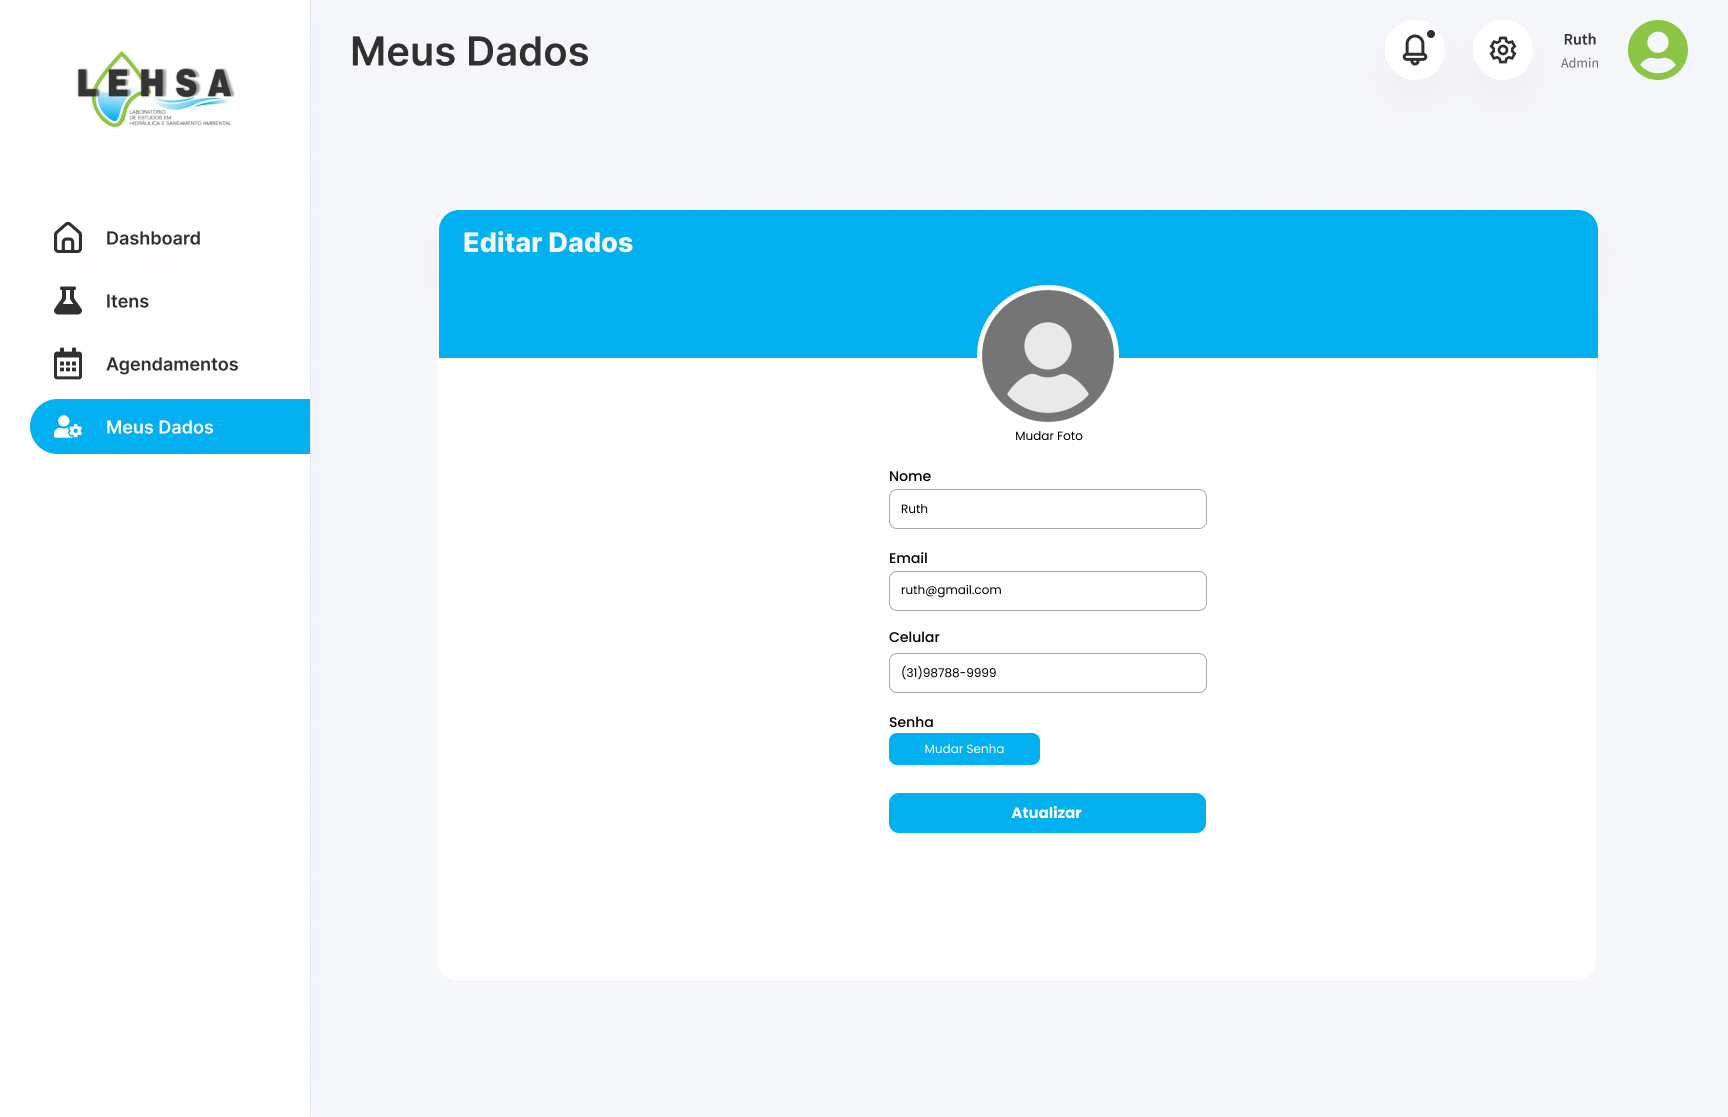 LEHSA
LABORATÓRIO
DE ESTUDOS EM
HIDRÁULICA E SANEAMENTO AMBIENTAL
Dashboard
Itens
Agendamentos
Meus Dados
Meus Dados
Ruth
Admin
Editar Dados
Mudar Foto
Nome
Ruth
Email
ruth@gmail.com
Celular
(31)98788-9999
Senha
Mudar Senha
Atualizar